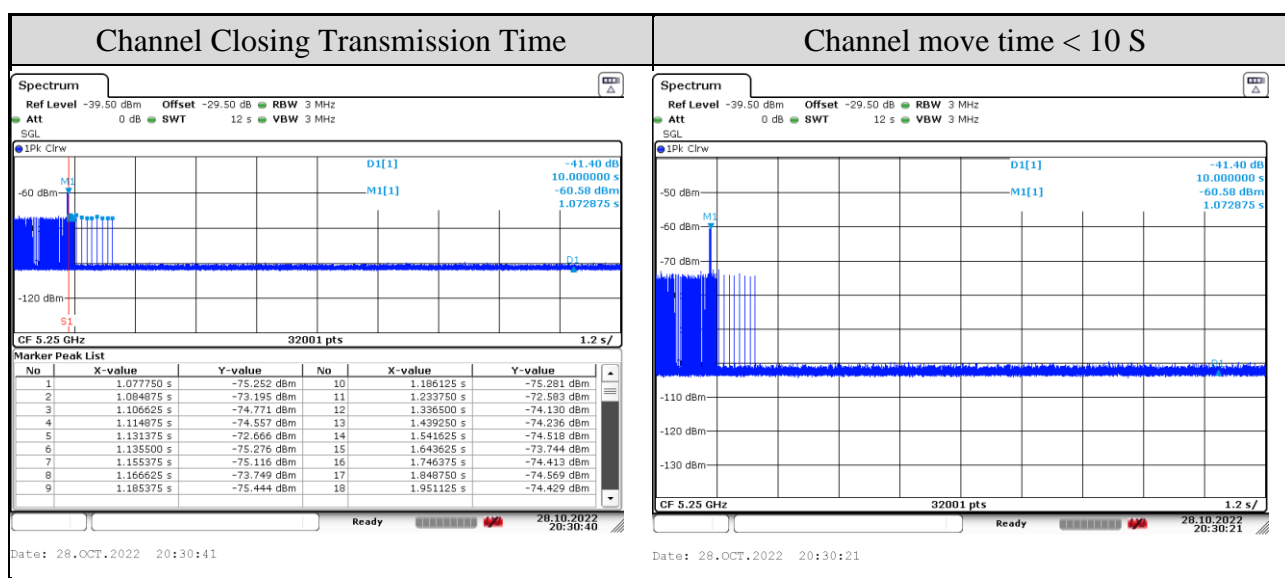 Channel Closing Transmission Time
Channel move time < 10 S
Spectrum
Ref Level -39.50 dBm Offset -29.50 dB RBW 3 MHz
Att 0 dB SWT 12 s VBW 3 MHz
SGL
1Pk Clrw
D1[1] -41.40 dB
10.000000 s
M1[1] -60.58 dBm
1.072875 s
M1
-60 dBm
D1
-120 dBm
S1
CF 5.25 GHz 32001 pts 1.2 s/
Marker Peak List
No X-value Y-value No X-value Y-value
1 1.077750 s -75.252 dBm 10 1.186125 s -75.281 dBm
2 1.084875 s -73.195 dBm 11 1.233750 s -72.583 dBm
3 1.106625 s -74.771 dBm 12 1.336500 s -74.130 dBm
4 1.114875 s -74.557 dBm 13 1.439250 s -74.236 dBm
5 1.131375 s -72.666 dBm 14 1.541625 s -74.518 dBm
6 1.135500 s -75.276 dBm 15 1.643625 s -73.744 dBm
7 1.155375 s -75.116 dBm 16 1.746375 s -74.413 dBm
8 1.166625 s -73.749 dBm 17 1.848750 s -74.569 dBm
9 1.185375 s -75.444 dBm 18 1.951125 s -74.429 dBm
Ready 28.10.2022
20:30:40
Date: 28.OCT.2022 20:30:41
Spectrum
Ref Level -39.50 dBm Offset -29.50 dB RBW 3 MHz
Att 0 dB SWT 12 s VBW 3 MHz
SGL
1Pk Clrw
D1[1] -41.40 dB
10.000000 s
-50 dBm
M1[1] -60.58 dBm
1.072875 s
M1
-60 dBm
-70 dBm
D1
-110 dBm
-120 dBm
-130 dBm
CF 5.25 GHz 32001 pts 1.2 s/
Ready 28.10.2022
20:30:21
Date: 28.OCT.2022 20:30:21